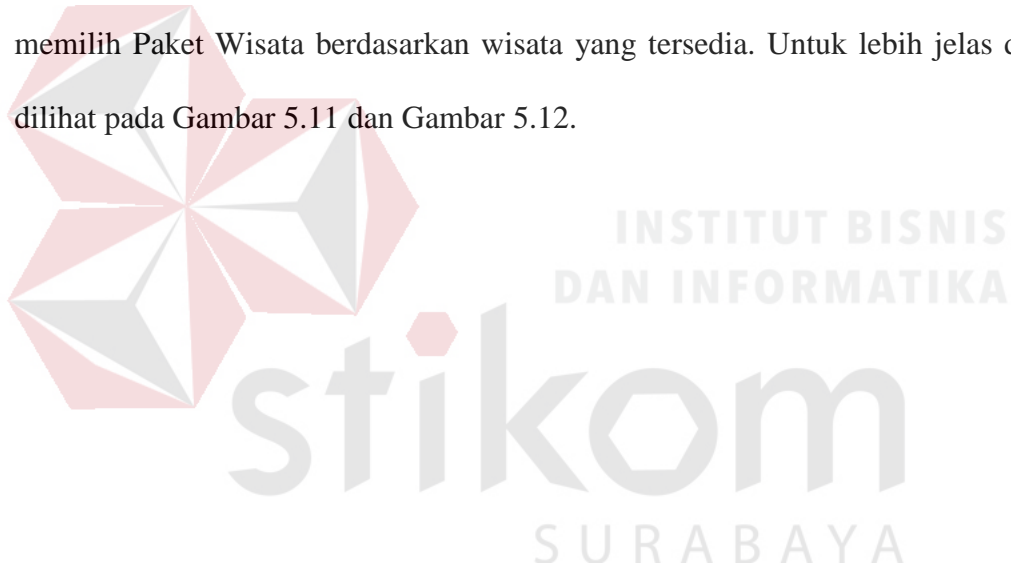 memilih Paket Wisata berdasarkan wisata yang tersedia. Untuk lebih jelas
dilihat pada Gambar 5.11 dan Gambar 5.12.
INSTITUT BISNIS
DAN INFORMATIKA
stikom
SURABAYA